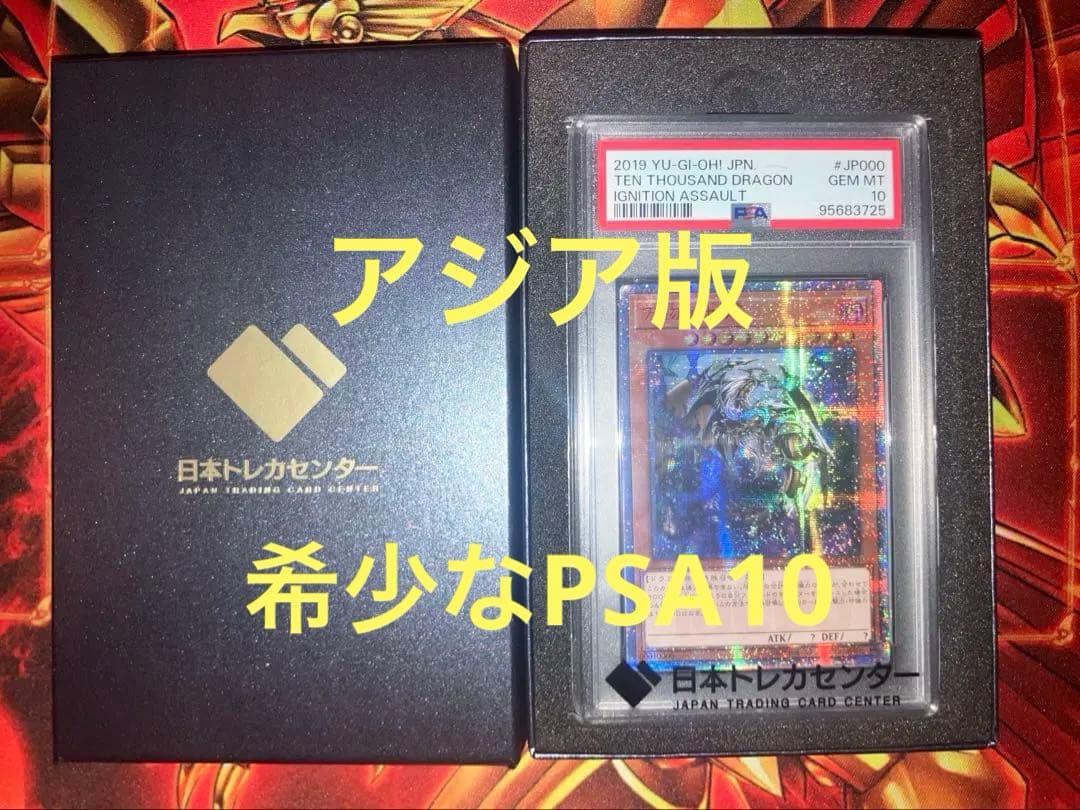 2019 YU-GI-OH! JPN #JP000
TEN THOUSAND DRAGON GEM MT
IGNITION ASSAULT 10
PSA 95683725
アジア版
日本トレカセンター
JAPAN TRADING CARD CENTER
希少なPSA10
ATK/ ? DEF/ ?
日本トレカセンター
JAPAN TRADING CARD CENTER